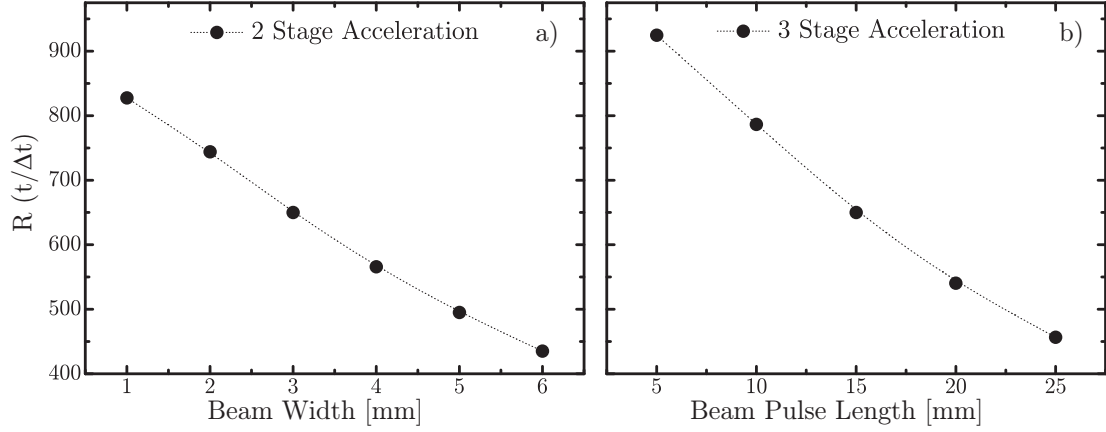 2 Stage Acceleration
a)
3 Stage Acceleration
b)
R (t/Δt)
900
800
700
600
500
400
1 2 3 4 5 6
Beam Width [mm]
5 10 15 20 25
Beam Pulse Length [mm]